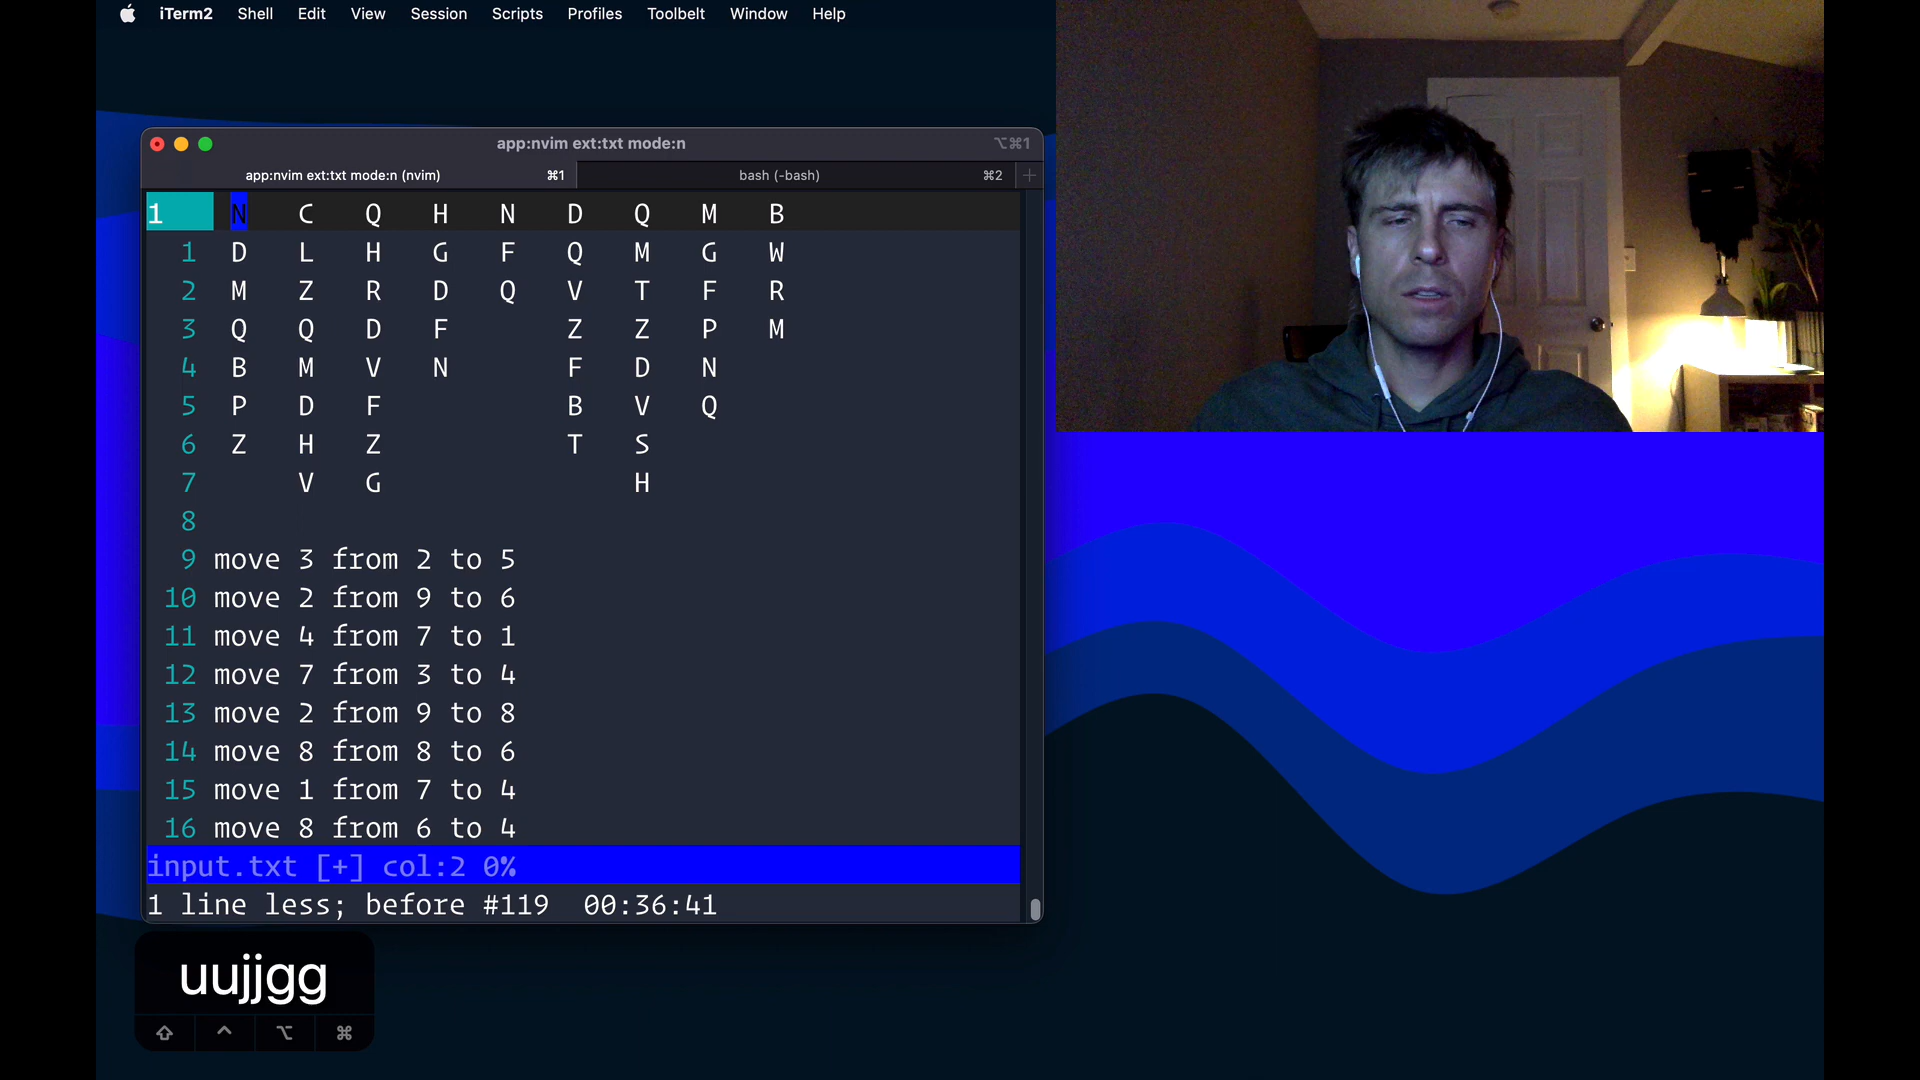 iTerm2 Shell Edit View Session Scripts Profiles Toolbelt Window Help
app:nvim ext:txt mode:n ⌥⌘1
app:nvim ext:txt mode:n (nvim) ⌘1 bash (-bash) ⌘2 +
1 N C Q H N D Q M B
1 D L H G F Q M G W
2 M Z R D Q V T F R
3 Q Q D F Z Z P M
4 B M V N F D N
5 P D F B V Q
6 Z H Z T S
7 V G H
8
9 move 3 from 2 to 5
10 move 2 from 9 to 6
11 move 4 from 7 to 1
12 move 7 from 3 to 4
13 move 2 from 9 to 8
14 move 8 from 8 to 6
15 move 1 from 7 to 4
16 move 8 from 6 to 4
input.txt [+] col:2 0%
1 line less; before #119 00:36:41
uujjgg
⇧ ^ ⌥ ⌘